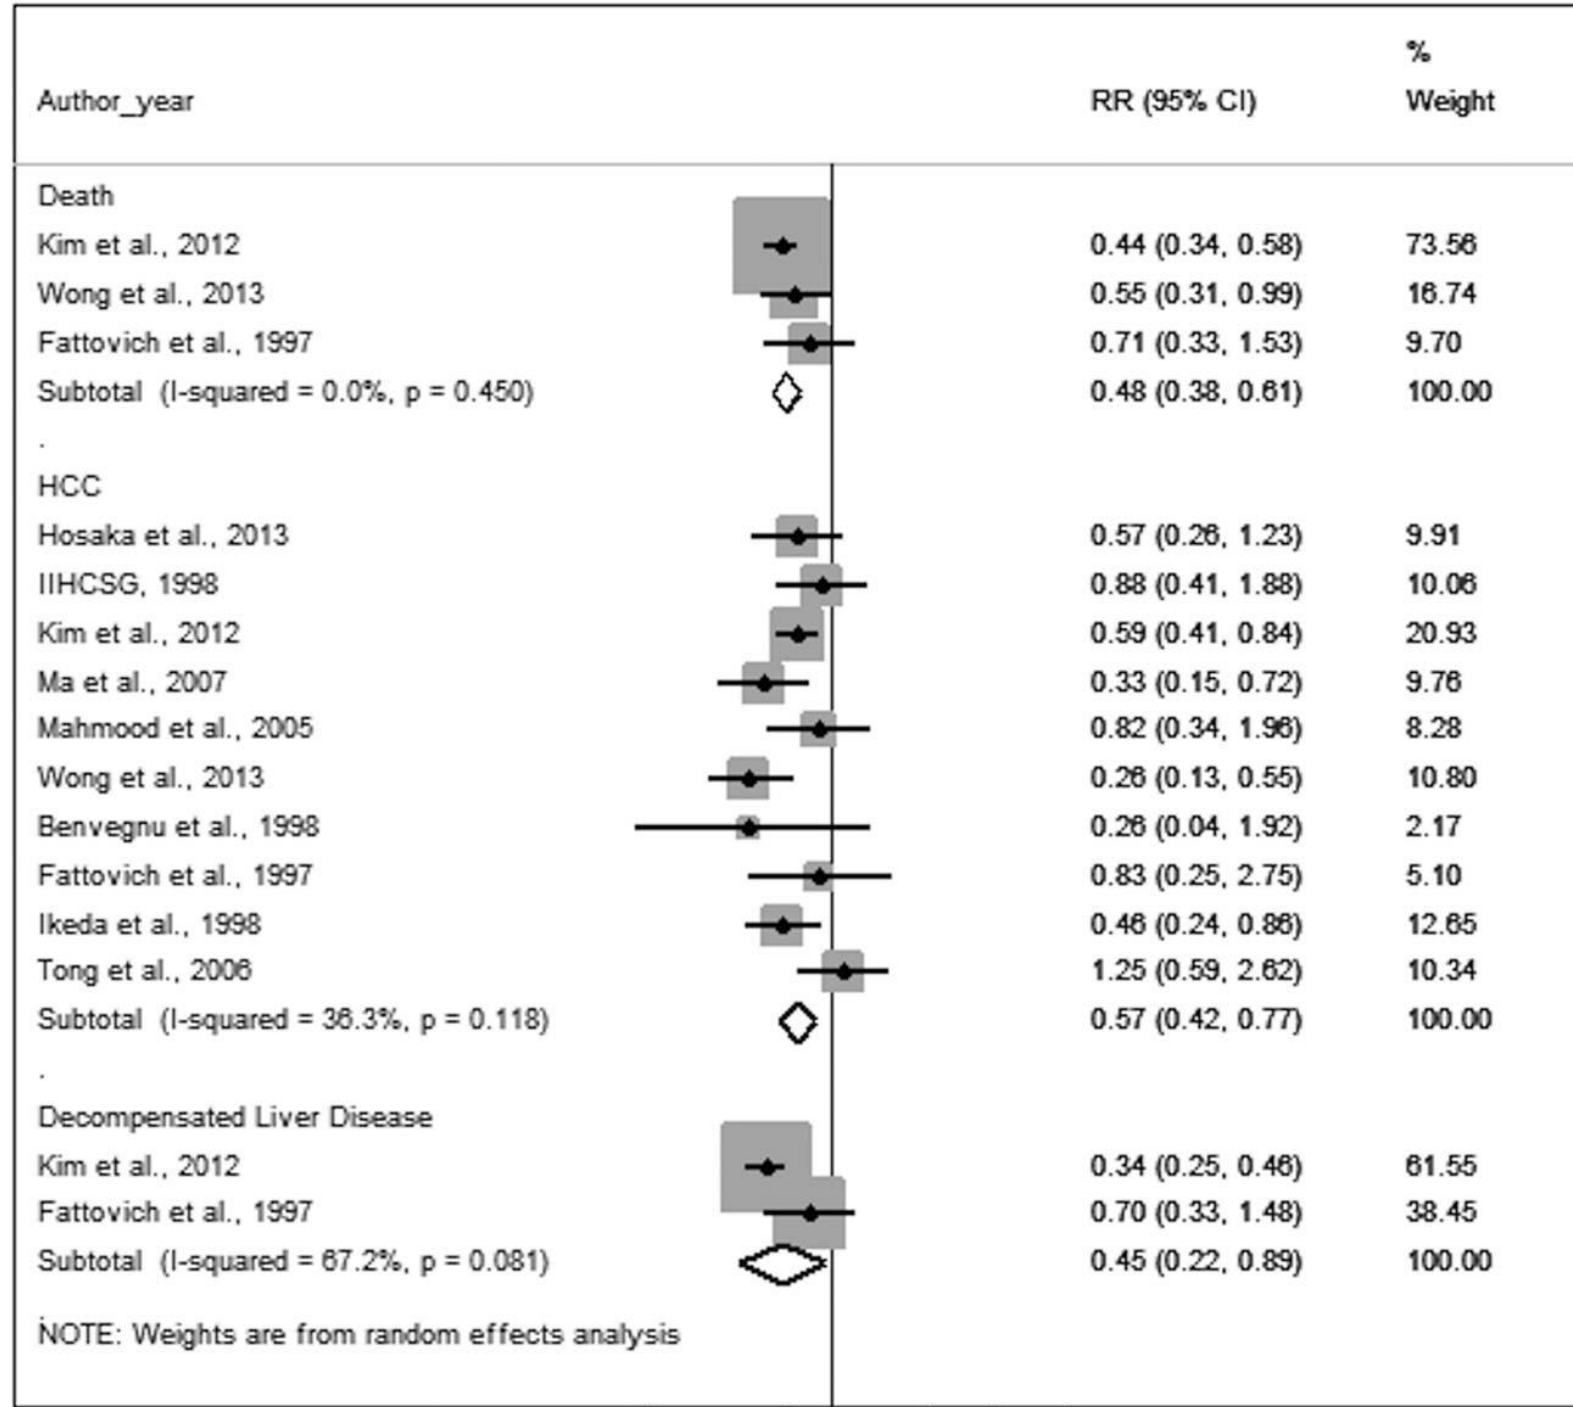 %
Author_year RR (95% CI) Weight
Death
Kim et al., 2012 0.44 (0.34, 0.58) 73.56
Wong et al., 2013 0.55 (0.31, 0.99) 16.74
Fattovich et al., 1997 0.71 (0.33, 1.53) 9.70
Subtotal (I-squared = 0.0%, p = 0.450) 0.48 (0.38, 0.61) 100.00
.
HCC
Hosaka et al., 2013 0.57 (0.26, 1.23) 9.91
IIHCSG, 1998 0.88 (0.41, 1.88) 10.06
Kim et al., 2012 0.59 (0.41, 0.84) 20.93
Ma et al., 2007 0.33 (0.15, 0.72) 9.76
Mahmood et al., 2005 0.82 (0.34, 1.96) 8.28
Wong et al., 2013 0.26 (0.13, 0.55) 10.80
Benvegnu et al., 1998 0.26 (0.04, 1.92) 2.17
Fattovich et al., 1997 0.83 (0.25, 2.75) 5.10
Ikeda et al., 1998 0.46 (0.24, 0.86) 12.65
Tong et al., 2006 1.25 (0.59, 2.62) 10.34
Subtotal (I-squared = 36.3%, p = 0.118) 0.57 (0.42, 0.77) 100.00
.
Decompensated Liver Disease
Kim et al., 2012 0.34 (0.25, 0.46) 61.55
Fattovich et al., 1997 0.70 (0.33, 1.48) 38.45
Subtotal (I-squared = 67.2%, p = 0.081) 0.45 (0.22, 0.89) 100.00
.
NOTE: Weights are from random effects analysis